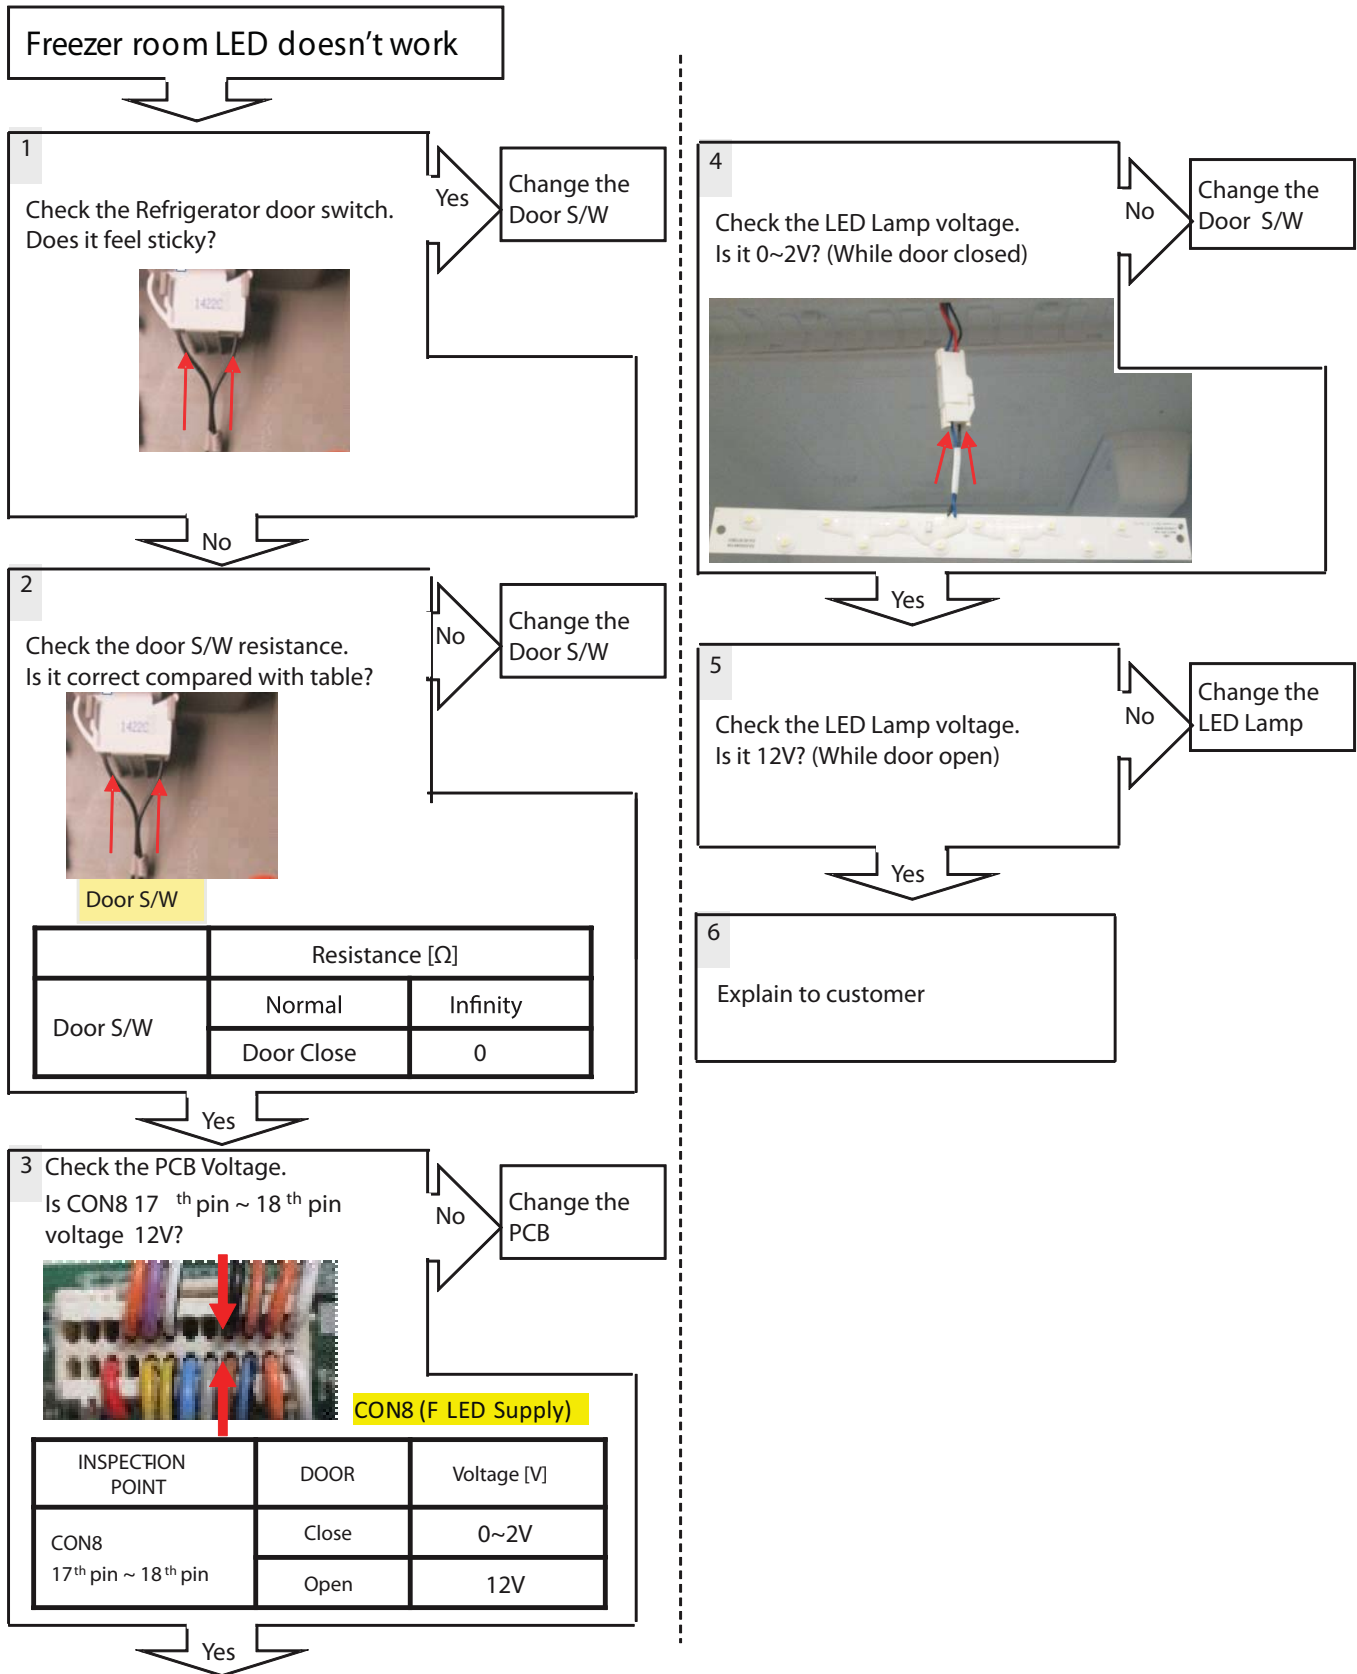 Freezer room LED doesn't work
1
Check the Refrigerator door switch.
Does it feel sticky?
Yes
Change the
Door S/W
1422C
No
2
Check the door S/W resistance.
Is it correct compared with table?
No
Change the
Door S/W
1422C
Door S/W
Resistance [Ω]
Door S/W
Normal
Infinity
Door Close
0
Yes
3
Check the PCB Voltage.
Is CON8 17 th pin ~ 18 th pin
voltage 12V?
No
Change the
PCB
CON8 (F LED Supply)
INSPECTION
POINT
DOOR
Voltage [V]
CON8
17th pin ~ 18th pin
Close
0~2V
Open
12V
Yes
4
Check the LED Lamp voltage.
Is it 0~2V? (While door closed)
No
Change the
Door S/W
Yes
5
Check the LED Lamp voltage.
Is it 12V? (While door open)
No
Change the
LED Lamp
Yes
6
Explain to customer